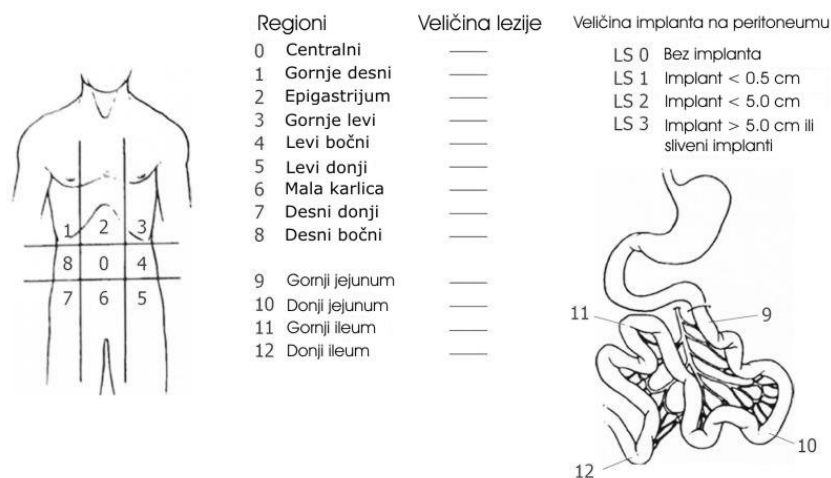 Regioni
0 Centralni
1 Gornje desni
2 Epigastrijum
3 Gornje levi
4 Levi bočni
5 Levi donji
6 Mala karlica
7 Desni donji
8 Desni bočni
9 Gornji jejunum
10 Donji jejunum
11 Gornji ileum
12 Donji ileum
Veličina lezije
Veličina implanta na peritoneumu
LS 0 Bez implanta
LS 1 Implant < 0.5 cm
LS 2 Implant < 5.0 cm
LS 3 Implant > 5.0 cm ili
sliveni implanti
1 2 3
8 0 4
7 6 5
11
9
10
12